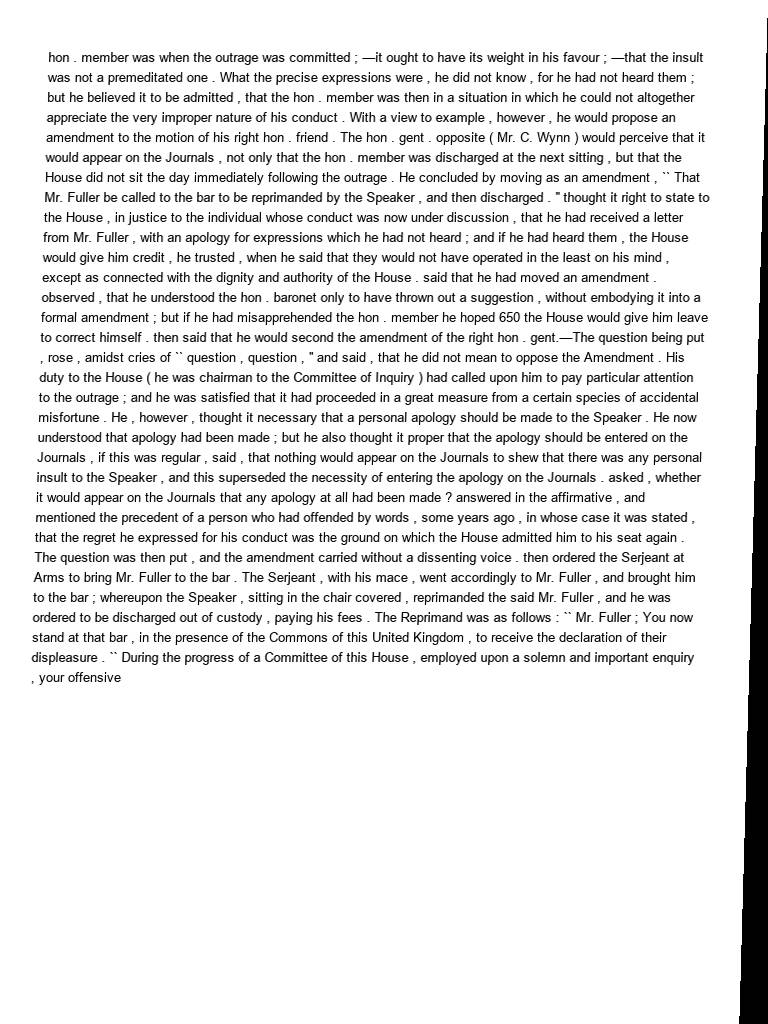 hon . member was when the outrage was committed ; —it ought to have its weight in his favour ; —that the insult
was not a premeditated one . What the precise expressions were , he did not know , for he had not heard them ;
but he believed it to be admitted , that the hon . member was then in a situation in which he could not altogether
appreciate the very improper nature of his conduct . With a view to example , however , he would propose an
amendment to the motion of his right hon . friend . The hon . gent . opposite ( Mr. C. Wynn ) would perceive that it
would appear on the Journals , not only that the hon . member was discharged at the next sitting , but that the
House did not sit the day immediately following the outrage . He concluded by moving as an amendment , `` That
Mr. Fuller be called to the bar to be reprimanded by the Speaker , and then discharged . " thought it right to state to
the House , in justice to the individual whose conduct was now under discussion , that he had received a letter
from Mr. Fuller , with an apology for expressions which he had not heard ; and if he had heard them , the House
would give him credit , he trusted , when he said that they would not have operated in the least on his mind ,
except as connected with the dignity and authority of the House . said that he had moved an amendment .
observed , that he understood the hon . baronet only to have thrown out a suggestion , without embodying it into a
formal amendment ; but if he had misapprehended the hon . member he hoped 650 the House would give him leave
to correct himself . then said that he would second the amendment of the right hon . gent.—The question being put
, rose , amidst cries of `` question , question , " and said , that he did not mean to oppose the Amendment . His
duty to the House ( he was chairman to the Committee of Inquiry ) had called upon him to pay particular attention
to the outrage ; and he was satisfied that it had proceeded in a great measure from a certain species of accidental
misfortune . He , however , thought it necessary that a personal apology should be made to the Speaker . He now
understood that apology had been made ; but he also thought it proper that the apology should be entered on the
Journals , if this was regular , said , that nothing would appear on the Journals to shew that there was any personal
insult to the Speaker , and this superseded the necessity of entering the apology on the Journals . asked , whether
it would appear on the Journals that any apology at all had been made ? answered in the affirmative , and
mentioned the precedent of a person who had offended by words , some years ago , in whose case it was stated ,
that the regret he expressed for his conduct was the ground on which the House admitted him to his seat again .
The question was then put , and the amendment carried without a dissenting voice . then ordered the Serjeant at
Arms to bring Mr. Fuller to the bar . The Serjeant , with his mace , went accordingly to Mr. Fuller , and brought him
to the bar ; whereupon the Speaker , sitting in the chair covered , reprimanded the said Mr. Fuller , and he was
ordered to be discharged out of custody , paying his fees . The Reprimand was as follows : `` Mr. Fuller ; You now
stand at that bar , in the presence of the Commons of this United Kingdom , to receive the declaration of their
displeasure . `` During the progress of a Committee of this House , employed upon a solemn and important enquiry
, your offensive